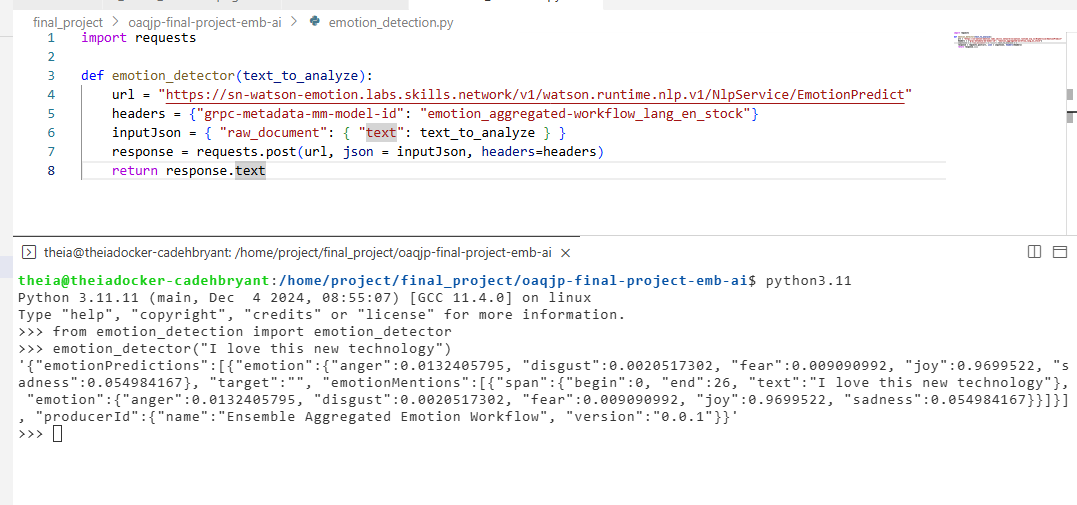 final_project > oaqjp-final-project-emb-ai > emotion_detection.py
1 import requests
2
3 def emotion_detector(text_to_analyze):
4 url = "https://sn-watson-emotion.labs.skills.network/v1/watson.runtime.nlp.v1/NlpService/EmotionPredict"
5 headers = {"grpc-metadata-mm-model-id": "emotion_aggregated-workflow_lang_en_stock"}
6 inputJson = { "raw_document": { "text": text_to_analyze } }
7 response = requests.post(url, json = inputJson, headers=headers)
8 return response.text
theia@theiadocker-cadehbryant: /home/project/final_project/oaqjp-final-project-emb-ai ×
theia@theiadocker-cadehbryant:/home/project/final_project/oaqjp-final-project-emb-ai$ python3.11
Python 3.11.11 (main, Dec  4 2024, 08:55:07) [GCC 11.4.0] on linux
Type "help", "copyright", "credits" or "license" for more information.
>>> from emotion_detection import emotion_detector
>>> emotion_detector("I love this new technology")
'{"emotionPredictions":[{"emotion":{"anger":0.0132405795, "disgust":0.0020517302, "fear":0.009090992, "joy":0.9699522, "s
adness":0.054984167}, "target":"", "emotionMentions":[{"span":{"begin":0, "end":26, "text":"I love this new technology"},
"emotion":{"anger":0.0132405795, "disgust":0.0020517302, "fear":0.009090992, "joy":0.9699522, "sadness":0.054984167}}]}]
, "producerId":{"name":"Ensemble Aggregated Emotion Workflow", "version":"0.0.1"}}'
>>>